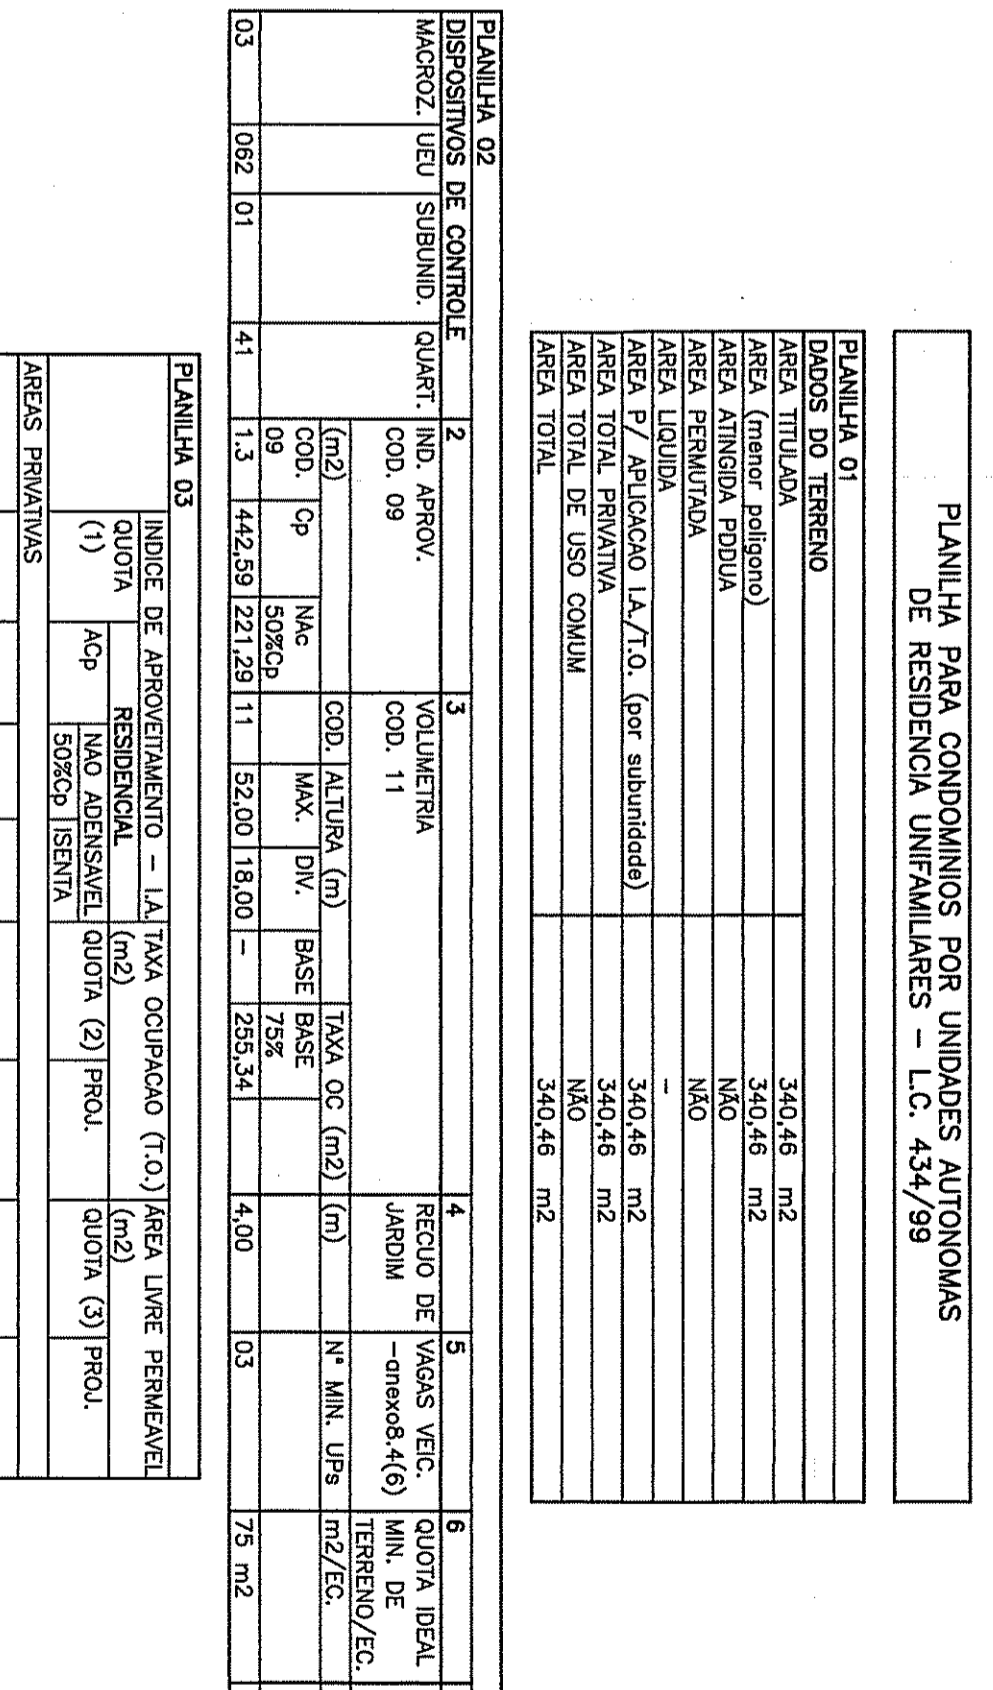 PLANILHA PARA CONDOMINIOS POR UNIDADES AUTONOMAS
DE RESIDENCIA UNIFAMILIARES – L.C. 434/99
PLANILHA 01
DADOS DO TERRENO
AREA TITULADA 340,46 m2
AREA (menor poligono) 340,46 m2
AREA ATINGIDA PDDUA NÃO
AREA PERMUTADA NÃO
AREA LIQUIDA –
AREA P/ APLICACAO I.A./T.O. (por subunidade) 340,46 m2
AREA TOTAL PRIVATIVA 340,46 m2
AREA TOTAL DE USO COMUM NÃO
AREA TOTAL 340,46 m2
PLANILHA 02
DISPOSITIVOS DE CONTROLE 2 3 4 5 6
MACROZ. UEU SUBUNID. QUART. IND. APROV. VOLUMETRIA RECUO DE VAGAS VEIC. QUOTA IDEAL
COD. 09 COD. 11 JARDIM –anexo8.4(6) MIN. DE
TERRENO/EC.
(m2) COD. ALTURA (m) TAXA OC (m2) (m) Nº MIN. UPs m2/EC.
COD. Cp NAc MAX. DIV. BASE BASE
09 50%Cp 75%
03 062 01 41 1.3 442,59 221,29 11 52,00 18,00 – 255,34 4,00 03 75 m2
PLANILHA 03
INDICE DE APROVEITAMENTO – I.A. TAXA OCUPACAO (T.O.) ÁREA LIVRE PERMEAVEL
QUOTA RESIDENCIAL (m2) (m2)
(1) ACp NAO ADENSAVEL QUOTA (2) PROJ. QUOTA (3) PROJ.
50%Cp ISENTA
AREAS PRIVATIVAS